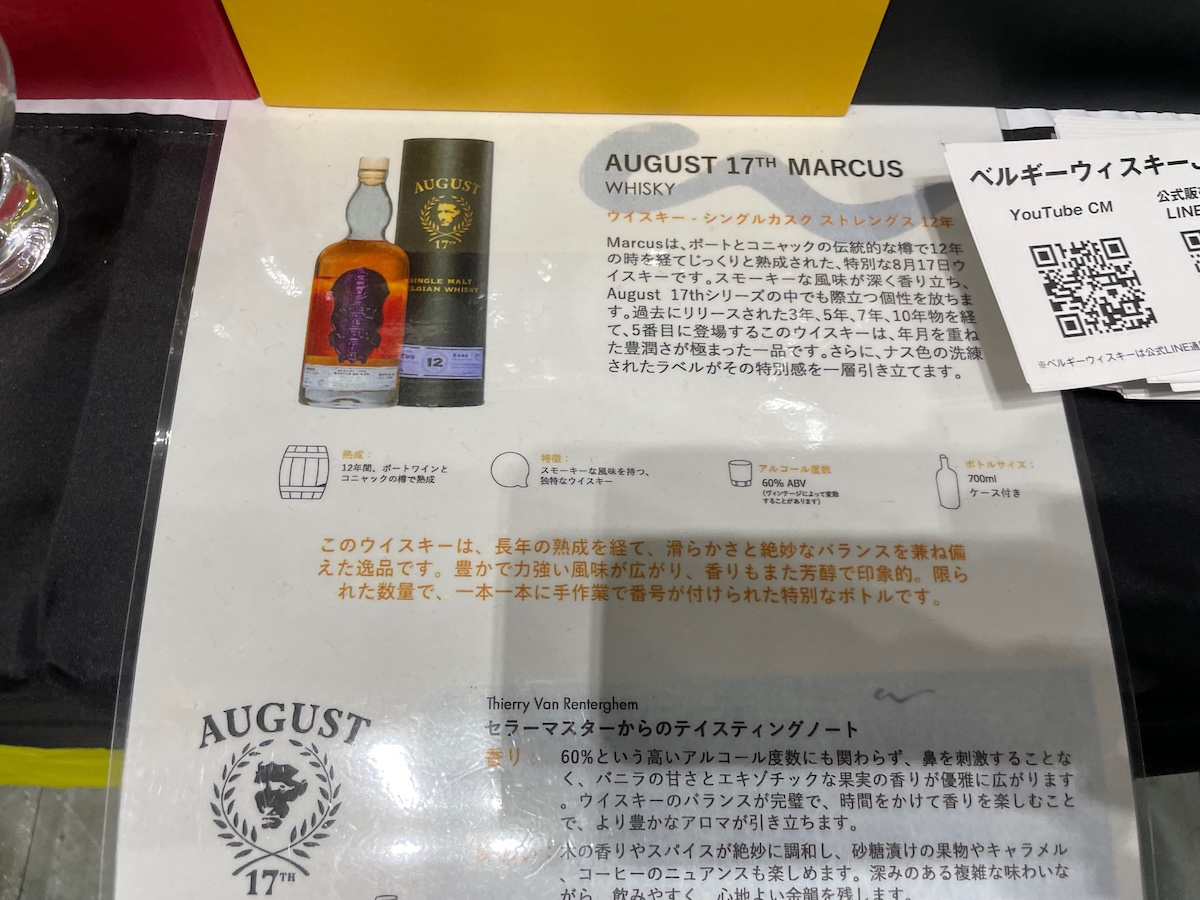 AUGUST
17TH
SINGLE MALT
BELGIAN WHISKY
12
CASK
AUGUST 17TH MARCUS
WHISKY
ウイスキー - シングルカスク ストレングス 12年
Marcusは、ポートとコニャックの伝統的な樽で12年
の時を経てじっくりと熟成された、特別な8月17日ウ
イスキーです。スモーキーな風味が深く香り立ち、
August 17thシリーズの中でも際立つ個性を放ちま
す。過去にリリースされた3年、5年、7年、10年物を経
て、5番目に登場するこのウイスキーは、年月を重ね
た豊潤さが極まった一品です。さらに、ナス色の洗練
されたラベルがその特別感を一層引き立てます。
ベルギーウィスキー
YouTube CM
公式販
LINE
※ベルギーウィスキーは公式LINE通
熟成：
12年間、ポートワインと
コニャックの樽で熟成
特徴：
スモーキーな風味を持つ、
独特なウイスキー
アルコール度数
60% ABV
(ヴィンテージによって変動
することがあります)
ボトルサイズ：
700ml
ケース付き
このウイスキーは、長年の熟成を経て、滑らかさと絶妙なバランスを兼ね備
えた逸品です。豊かで力強い風味が広がり、香りもまた芳醇で印象的。限ら
れた数量で、一本一本に手作業で番号が付けられた特別なボトルです。
AUGUST
17TH
Thierry Van Renterghem
セラーマスターからのテイスティングノート
香り
60%という高いアルコール度数にも関わらず、鼻を刺激することな
く、バニラの甘さとエキゾチックな果実の香りが優雅に広がります
。ウイスキーのバランスが完璧で、時間をかけて香りを楽しむこと
で、より豊かなアロマが引き立ちます。
木の香りやスパイスが絶妙に調和し、砂糖漬けの果物やキャラメル
、コーヒーのニュアンスも楽しめます。深みのある複雑な味わいな
がら、飲みやすく、心地よい余韻を残します。